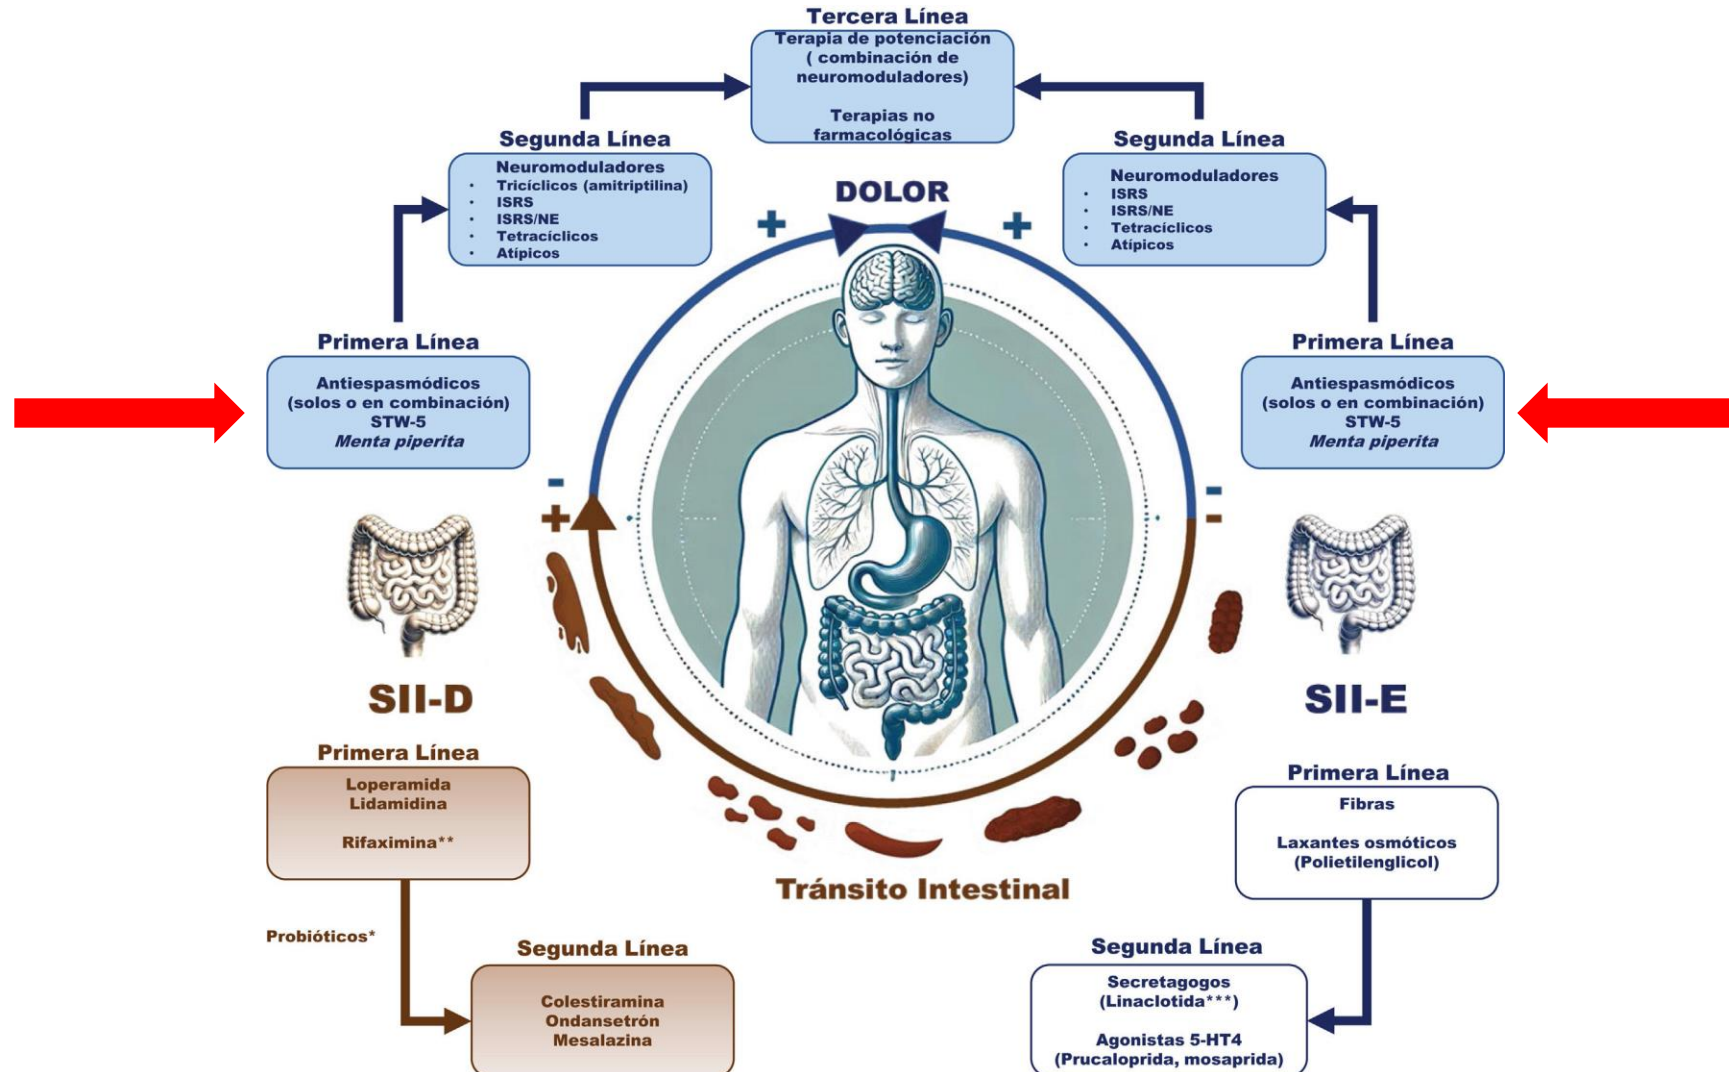 Tercera Línea
Terapia de potenciación
( combinación de
neuromoduladores)
Terapias no
farmacológicas
Segunda Línea
Neuromoduladores
• Tricíclicos (amitriptilina)
• ISRS
• ISRS/NE
• Tetracíclicos
• Atípicos
Segunda Línea
Neuromoduladores
• ISRS
• ISRS/NE
• Tetracíclicos
• Atípicos
DOLOR
+
+
Primera Línea
Antiespasmódicos
(solos o en combinación)
STW-5
Menta piperita
Primera Línea
Antiespasmódicos
(solos o en combinación)
STW-5
Menta piperita
-
+
-
-
SII-D
SII-E
Primera Línea
Loperamida
Lidamidina
Rifaximina**
Primera Línea
Fibras
Laxantes osmóticos
(Polietilenglicol)
Tránsito Intestinal
Probióticos*
Segunda Línea
Colestiramina
Ondansetrón
Mesalazina
Segunda Línea
Secretagogos
(Linaclotida***)
Agonistas 5-HT4
(Prucaloprida, mosaprida)